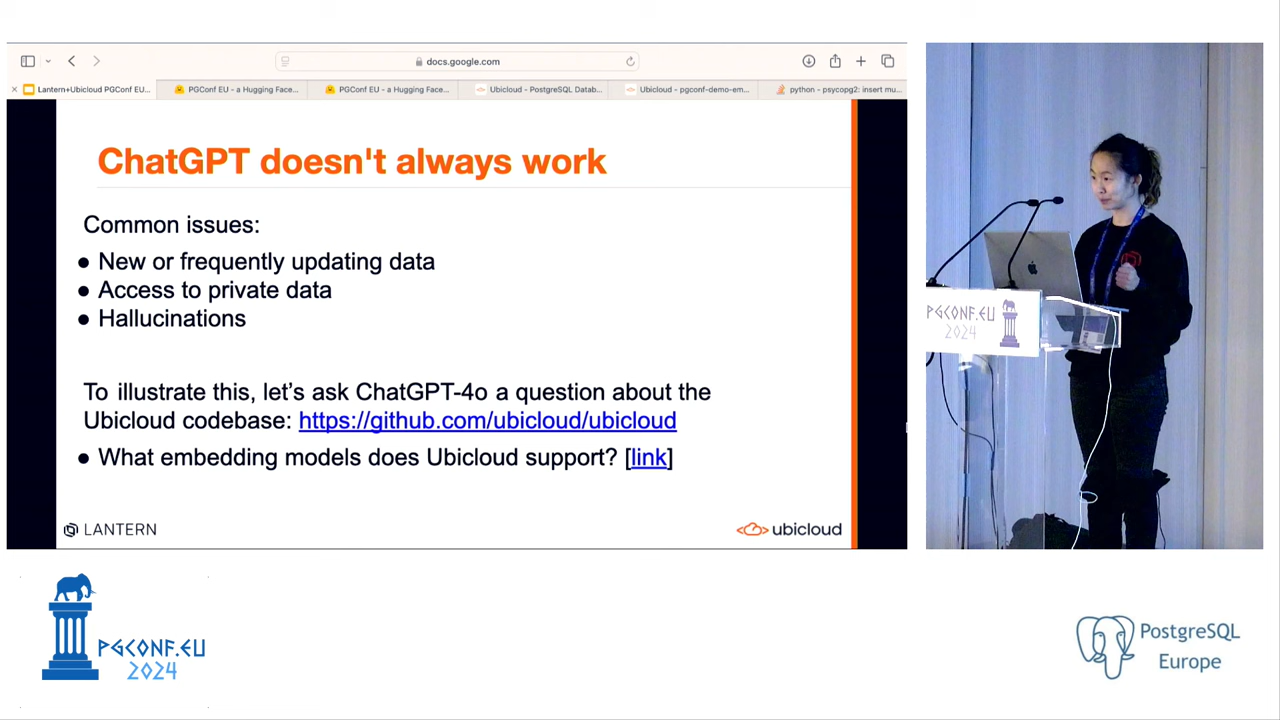 docs.google.com
Lantern+Ubicloud PGConf EU...
PGConf EU - a Hugging Face...
PGConf EU - a Hugging Face...
Ubicloud - PostgreSQL Datab...
Ubicloud - pgconf-demo-em...
python - psycopg2: insert mu...
ChatGPT doesn't always work
Common issues:
● New or frequently updating data
● Access to private data
● Hallucinations
To illustrate this, let’s ask ChatGPT-4o a question about the
Ubicloud codebase: https://github.com/ubicloud/ubicloud
● What embedding models does Ubicloud support? [link]
LANTERN
ubicloud
PGCONF.EU
2024
PGCONF.EU
2024
PostgreSQL
Europe